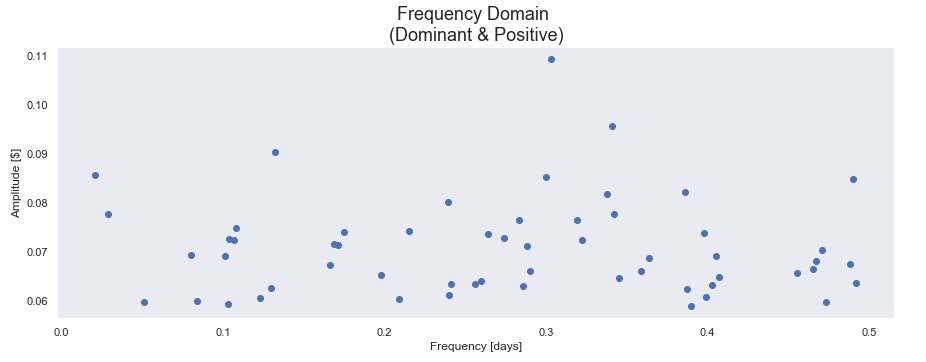 Frequency Domain
(Dominant & Positive)
0.11
0.10
0.09
0.08
0.07
0.06
Amplitude [$]
0.0 0.1 0.2 0.3 0.4 0.5
Frequency [days]